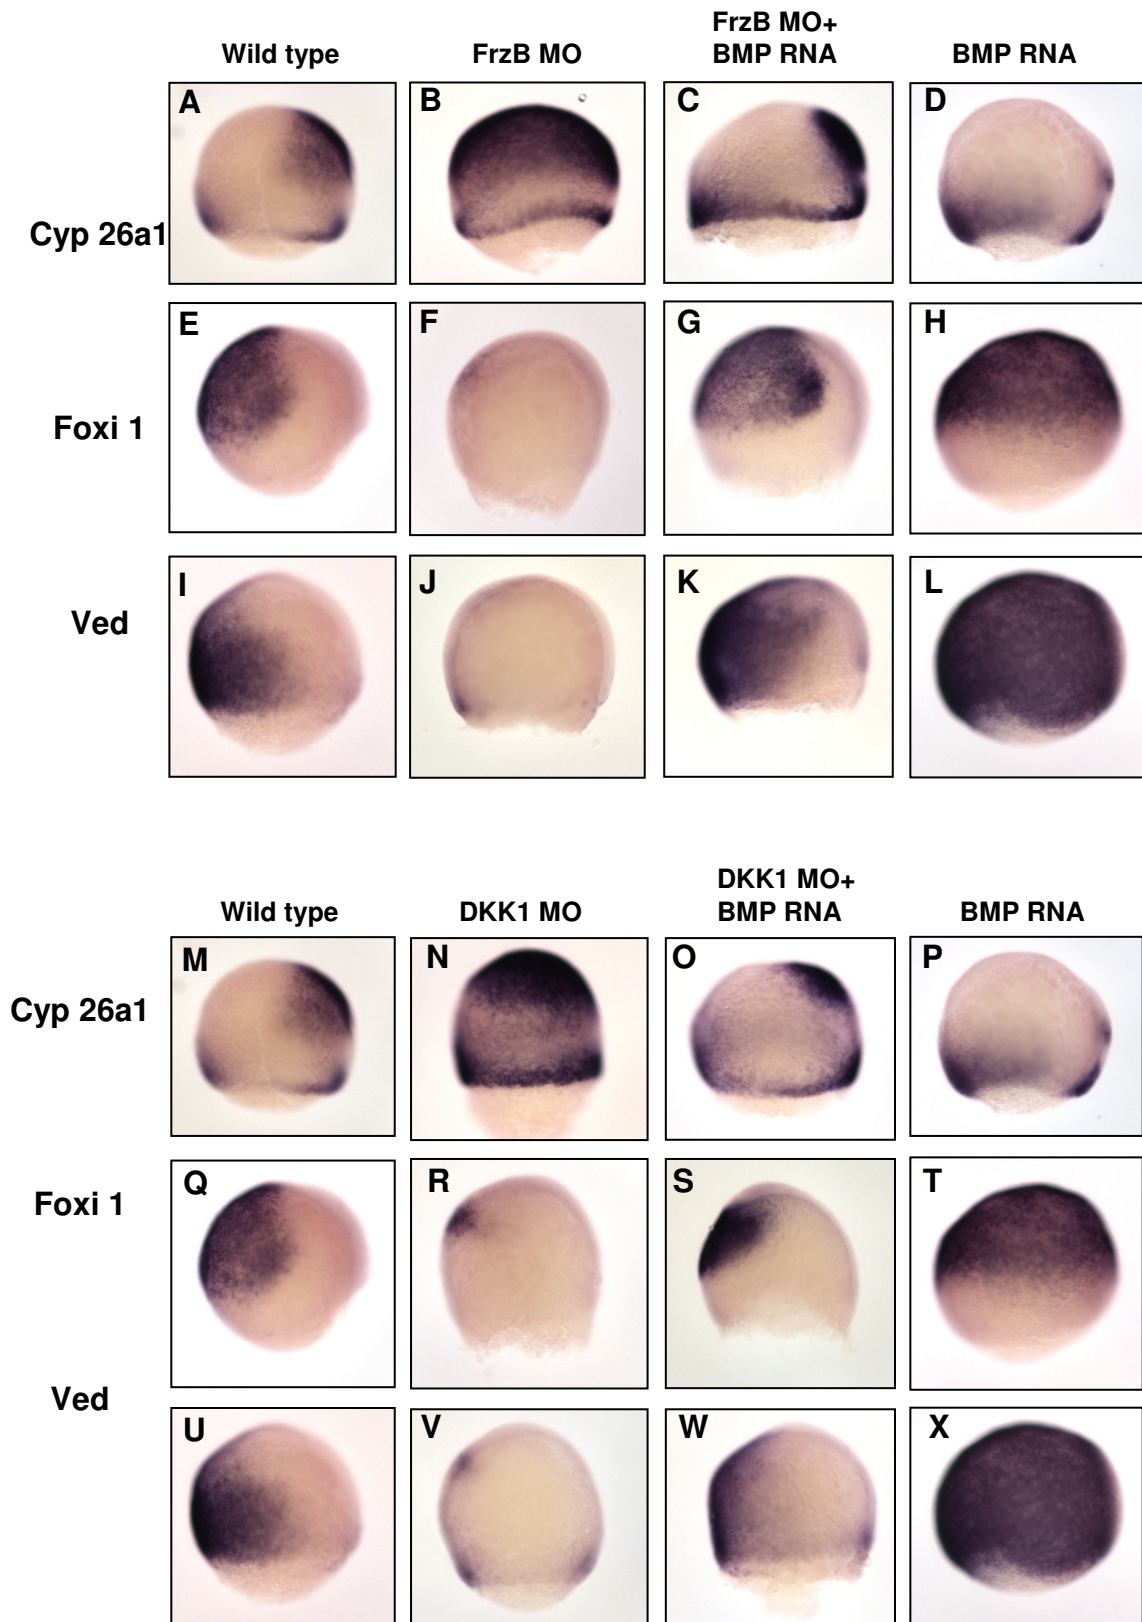 Wild type
FrzB MO
FrzB MO+
BMP RNA
BMP RNA
A
B
C
D
Cyp 26a1
E
F
G
H
Foxi 1
I
J
K
L
Ved
Wild type
DKK1 MO
DKK1 MO+
BMP RNA
BMP RNA
M
N
O
P
Cyp 26a1
Q
R
S
T
Foxi 1
Ved
U
V
W
X